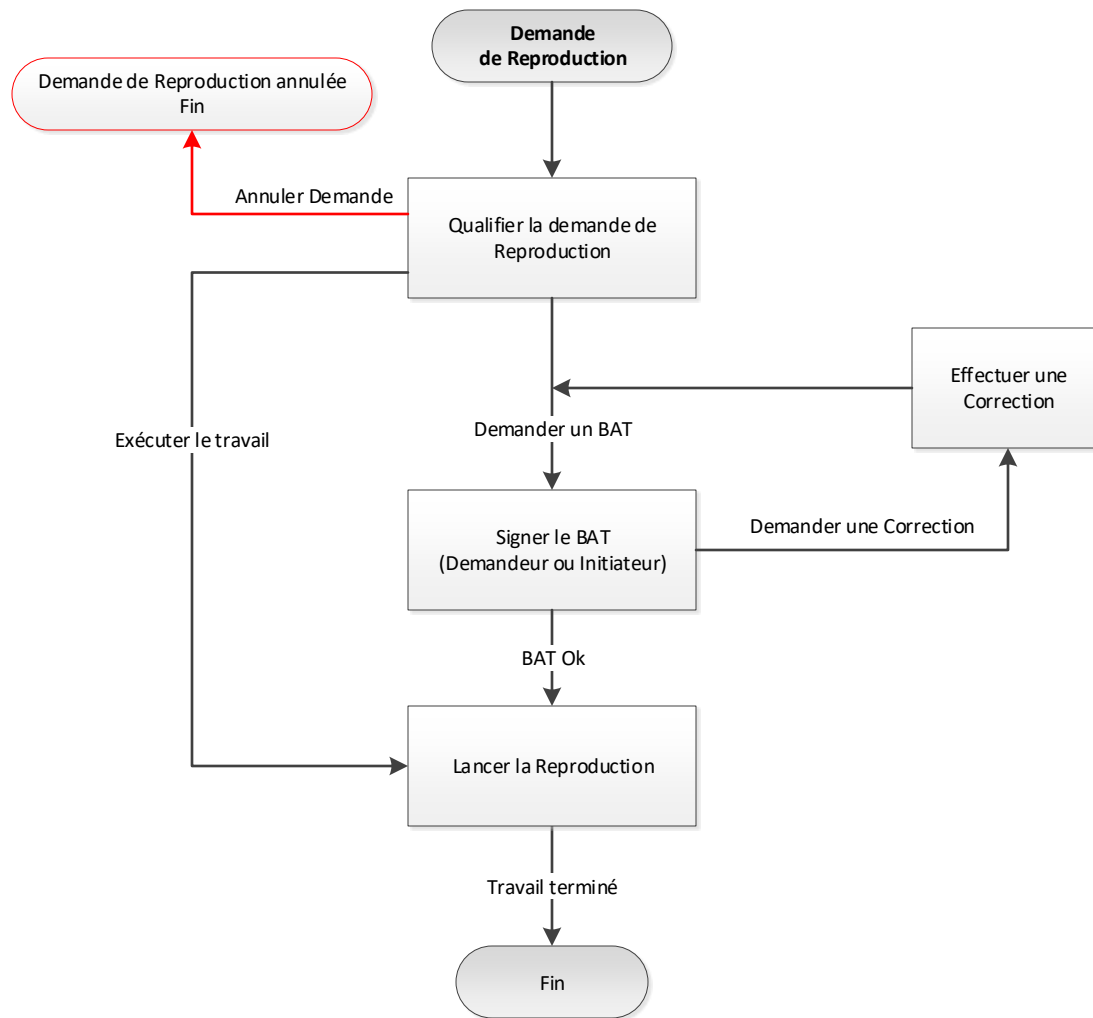 Demande
de Reproduction
Demande de Reproduction annulée
Fin
Annuler Demande
Qualifier la demande de
Reproduction
Effectuer une
Correction
Exécuter le travail
Demander un BAT
Signer le BAT
(Demandeur ou Initiateur)
Demander une Correction
BAT Ok
Lancer la Reproduction
Travail terminé
Fin